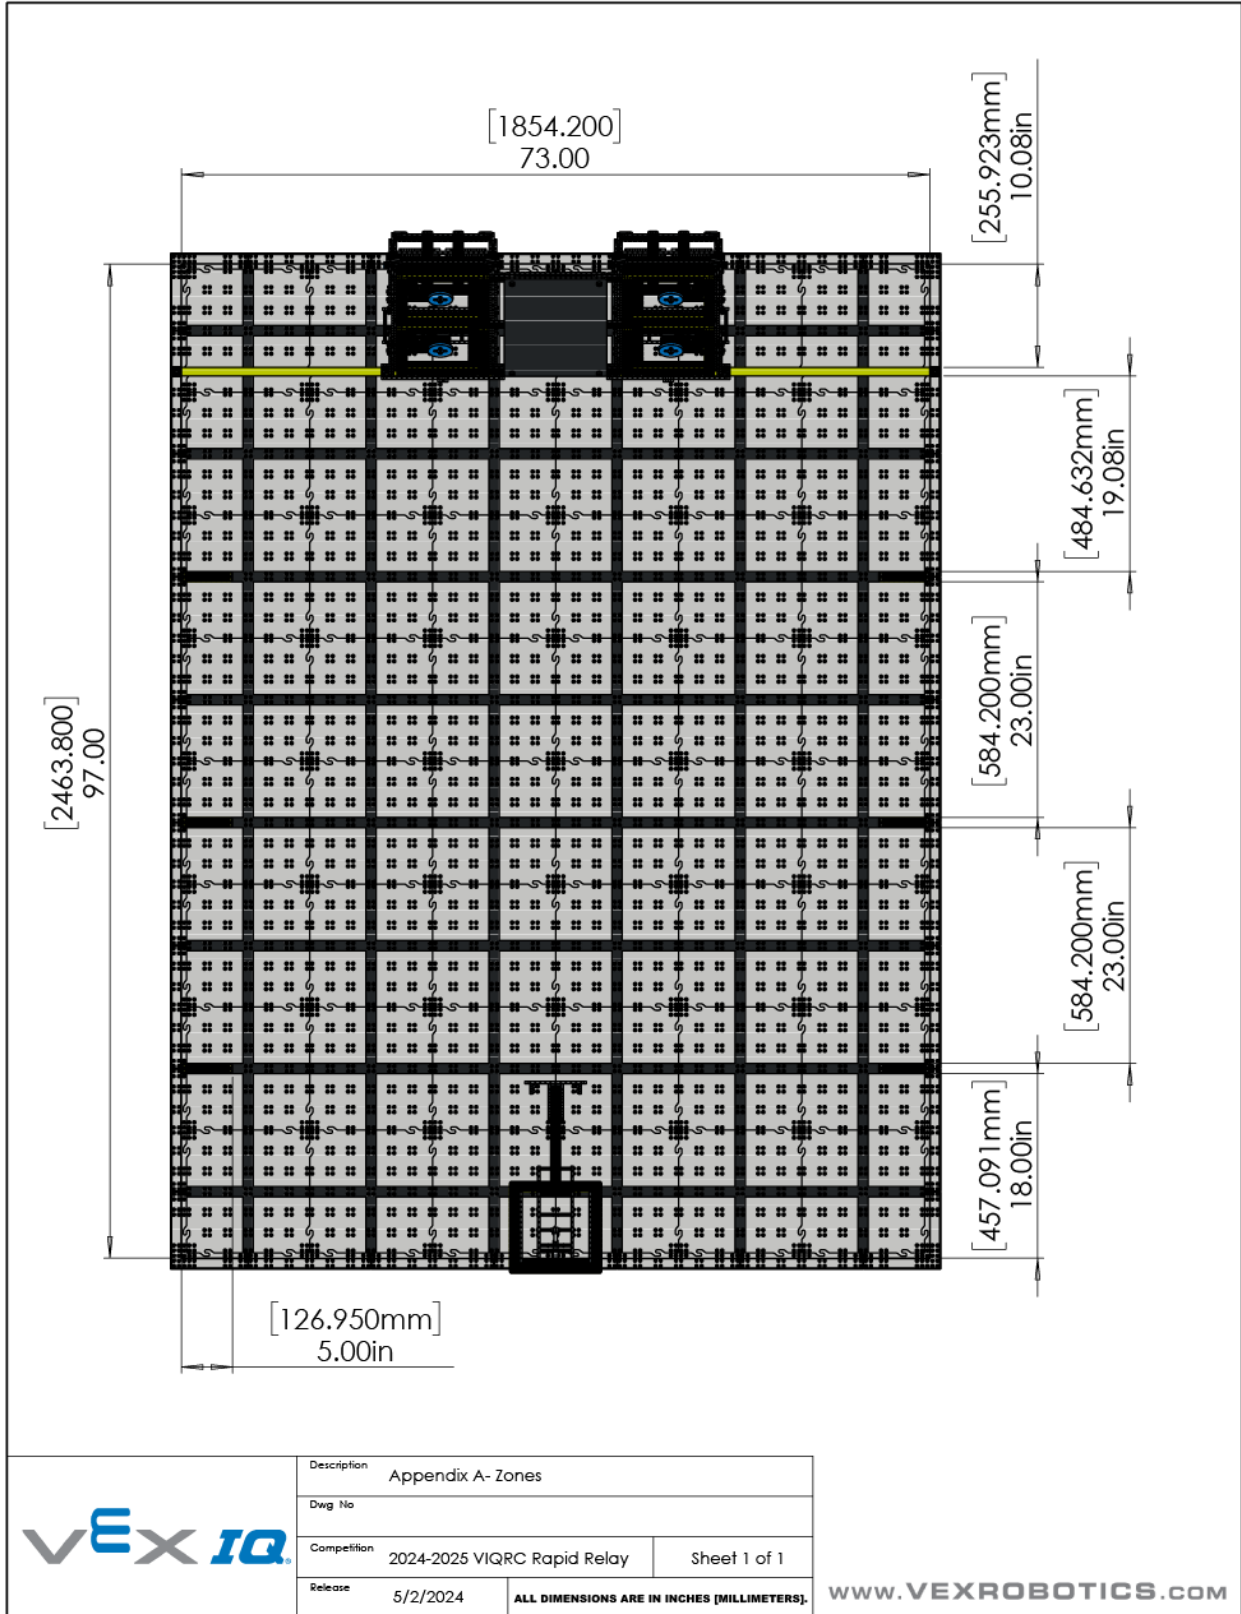 [1854.200]
73.00
[255.923mm]
10.08in
[484.632mm]
19.08in
[584.200mm]
23.00in
[2463.800]
97.00
[584.200mm]
23.00in
[457.091mm]
18.00in
[126.950mm]
5.00in
VEX IQ
Description Appendix A- Zones
Dwg No
Competition 2024-2025 VIQRC Rapid Relay Sheet 1 of 1
Release 5/2/2024 ALL DIMENSIONS ARE IN INCHES [MILLIMETERS].
www.VEXROBOTICS.com